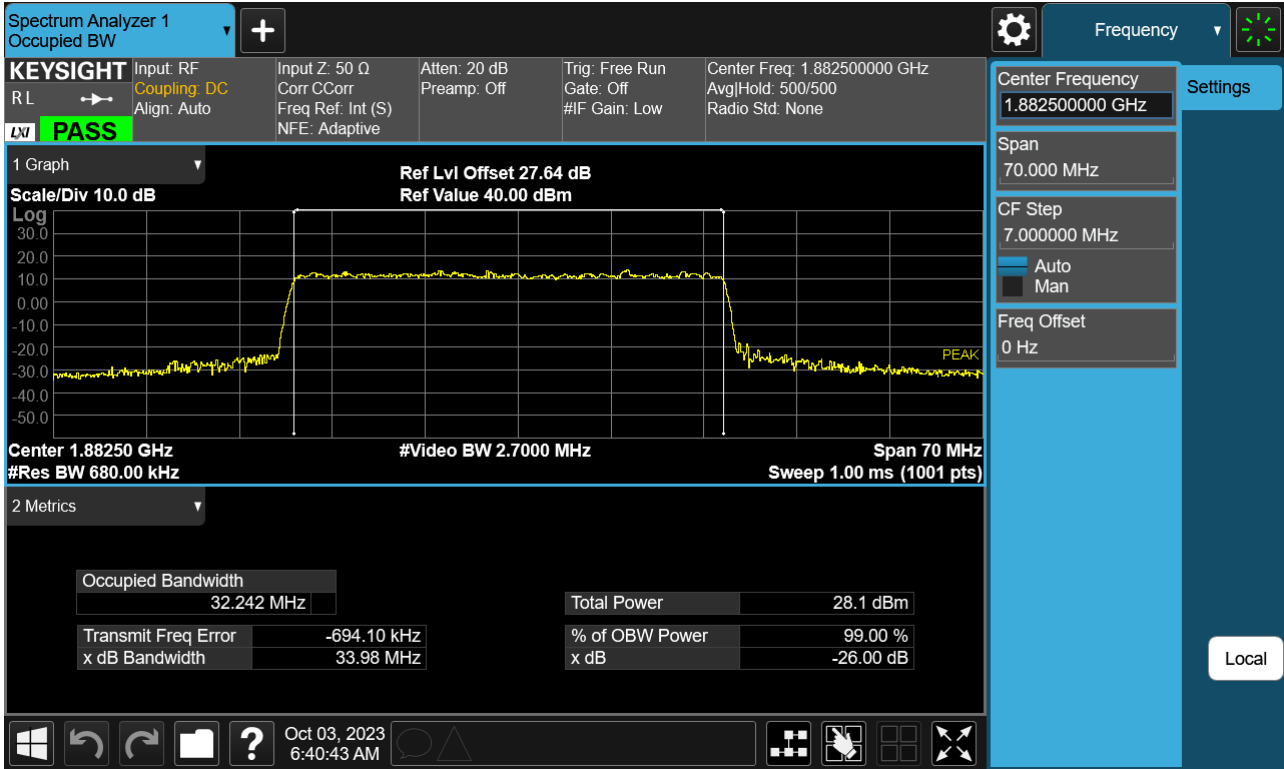 Spectrum Analyzer 1
Occupied BW
Frequency
KEYSIGHT
R L
LXI
PASS
Input: RF
Coupling: DC
Align: Auto
Input Z: 50 Ω
Corr CCorr
Freq Ref: Int (S)
NFE: Adaptive
Atten: 20 dB
Preamp: Off
Trig: Free Run
Gate: Off
#IF Gain: Low
Center Freq: 1.882500000 GHz
Avg|Hold: 500/500
Radio Std: None
Center Frequency
1.882500000 GHz
Settings
Span
70.000 MHz
CF Step
7.000000 MHz
Auto
Man
Freq Offset
0 Hz
Local
1 Graph
Scale/Div 10.0 dB
Ref Lvl Offset 27.64 dB
Ref Value 40.00 dBm
Log
30.0
20.0
10.0
0.00
-10.0
-20.0
-30.0
-40.0
-50.0
PEAK
Center 1.88250 GHz
#Video BW 2.7000 MHz
Span 70 MHz
#Res BW 680.00 kHz
Sweep 1.00 ms (1001 pts)
2 Metrics
Occupied Bandwidth
32.242 MHz
Total Power 28.1 dBm
Transmit Freq Error -694.10 kHz
% of OBW Power 99.00 %
x dB Bandwidth 33.98 MHz
x dB -26.00 dB
?
Oct 03, 2023
6:40:43 AM